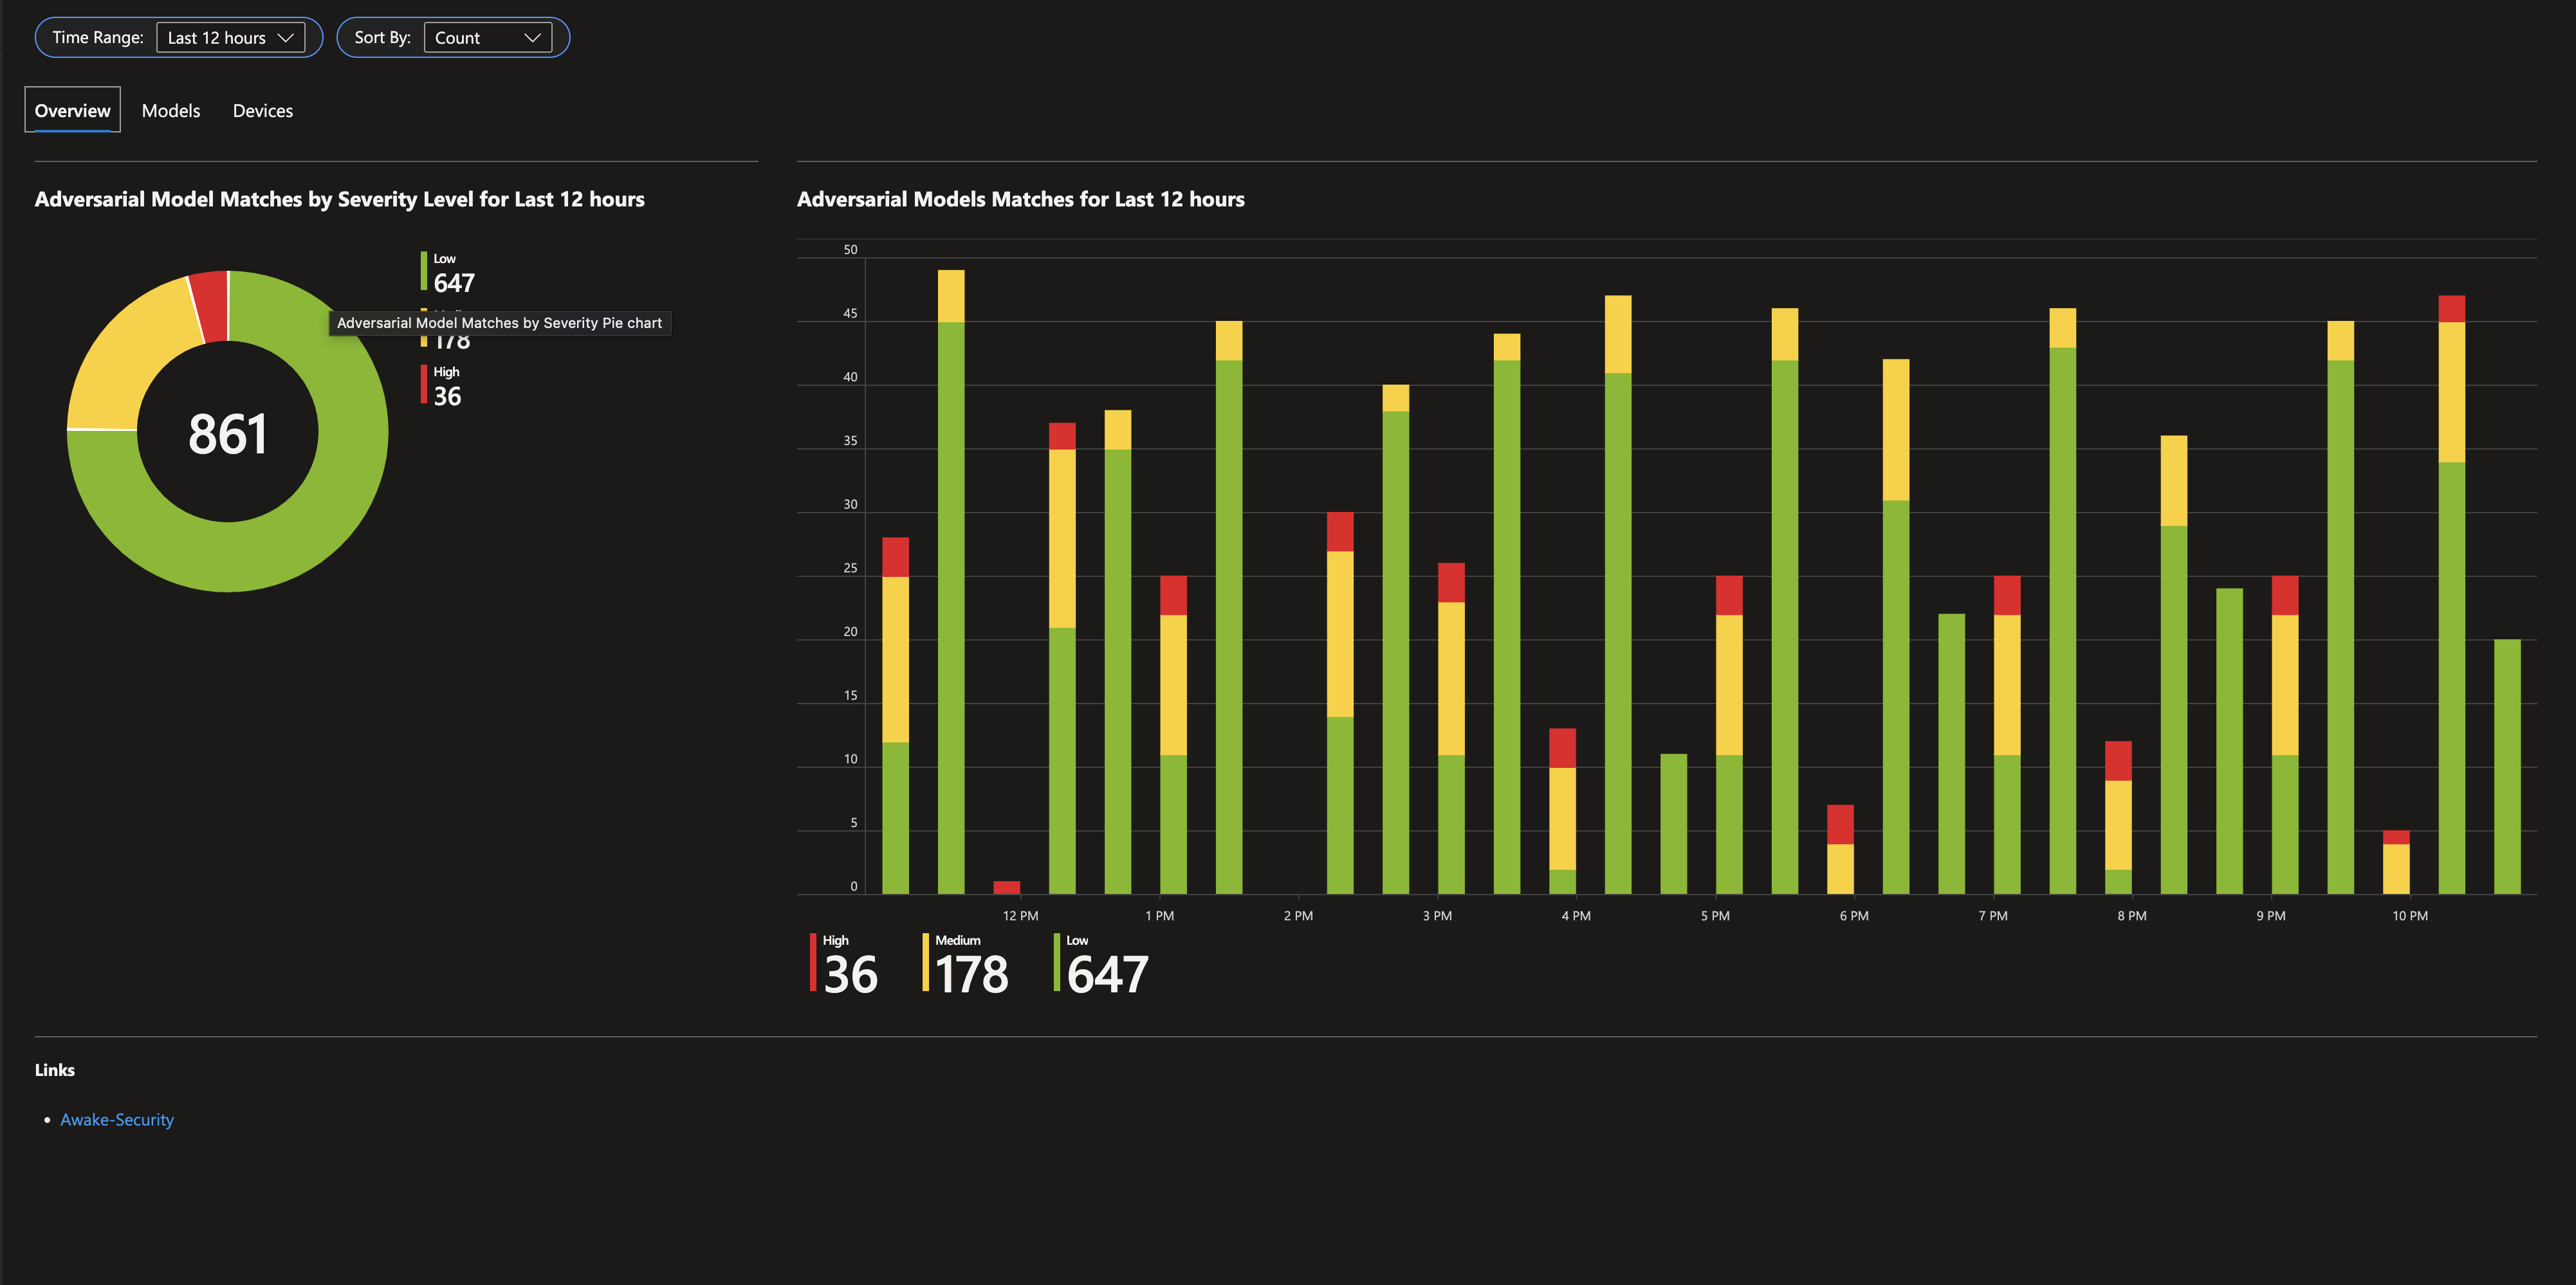 Time Range: Last 12 hours
Sort By: Count
Overview Models Devices
Adversarial Model Matches by Severity Level for Last 12 hours
Low
647
Adversarial Model Matches by Severity Pie chart
178
High
36
861
Adversarial Models Matches for Last 12 hours
50
45
40
35
30
25
20
15
10
5
0
12 PM 1 PM 2 PM 3 PM 4 PM 5 PM 6 PM 7 PM 8 PM 9 PM 10 PM
High Medium Low
36 178 647
Links
Awake-Security